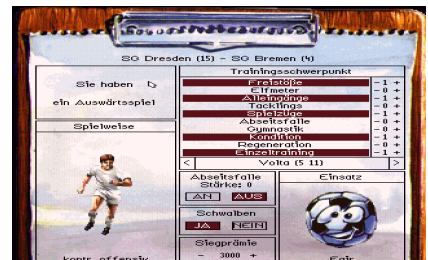 SG Dresden (15) - SG Bremen (4)
Sie haben
ein Auswärtsspiel
Spielweise
kontr. offensiv
Trainingsschwerpunkt
Freistöße - 1 +
Elfmeter - 0 +
Alleingänge - 1 +
Tacklings - 0 +
Spielzüge - 1 +
Abseitsfalle - 0 +
Gymnastik - 0 +
Kondition - 1 +
Regeneration - 0 +
Einzeltraining - 1 +
< Volta (5 11) >
Abseitsfalle
Stärke: 0
AN AUS
Schwalben
JA NEIN
Siegprämie
- 3000 +
Einsatz
Fair